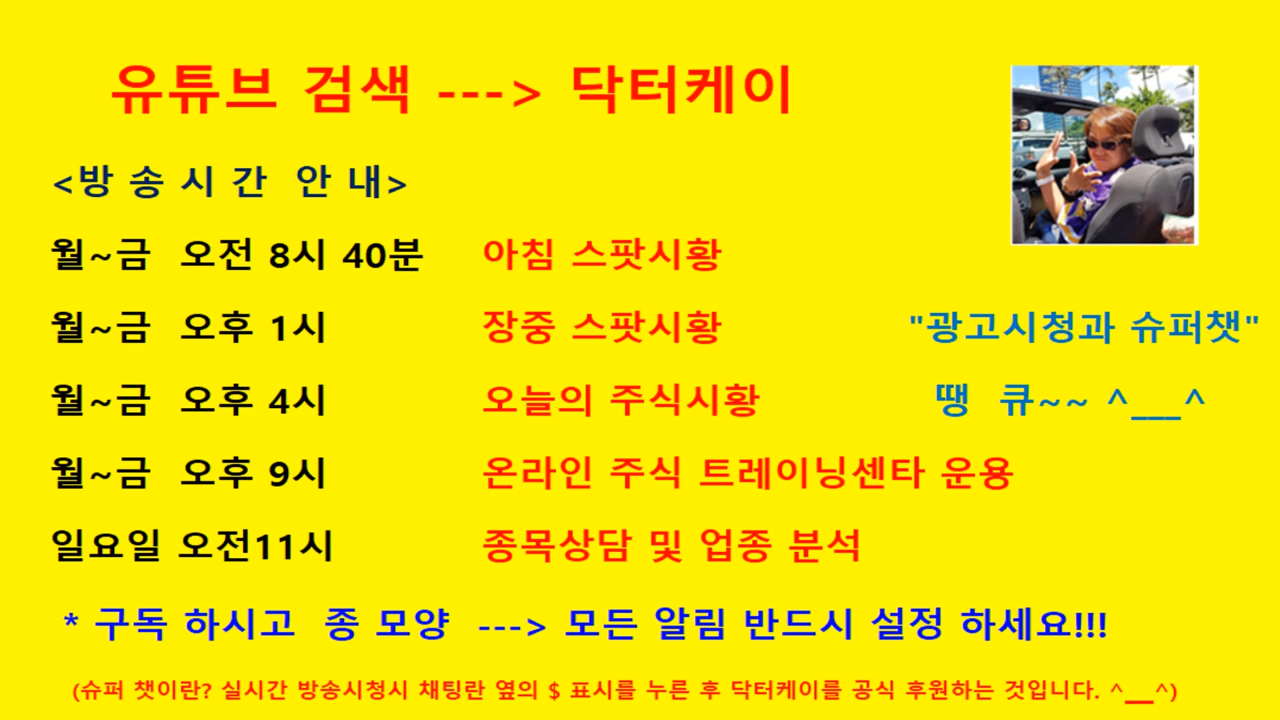 유튜브 검색 ---> 닥터케이
<방 송 시 간 안 내>
월~금 오전 8시 40분 아침 스팟시황
월~금 오후 1시 장중 스팟시황 "광고시청과 슈퍼챗"
월~금 오후 4시 오늘의 주식시황 땡 큐~~ ^___^
월~금 오후 9시 온라인 주식 트레이닝센타 운용
일요일 오전11시 종목상담 및 업종 분석
* 구독 하시고 종 모양 ---> 모든 알림 반드시 설정 하세요!!!
(슈퍼 챗이란? 실시간 방송시청시 채팅란 옆의 $ 표시를 누른 후 닥터케이를 공식 후원하는 것입니다. ^__^)